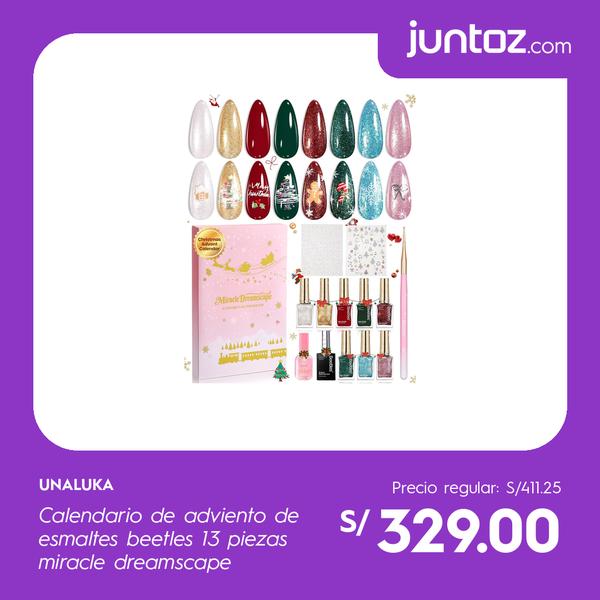 juntoz.com
Christmas
Advent
Calendar
Miracle Dreamscape
UNALUKA
Calendario de adviento de
esmaltes beetles 13 piezas
miracle dreamscape
Precio regular: S/411.25
S/ 329.00